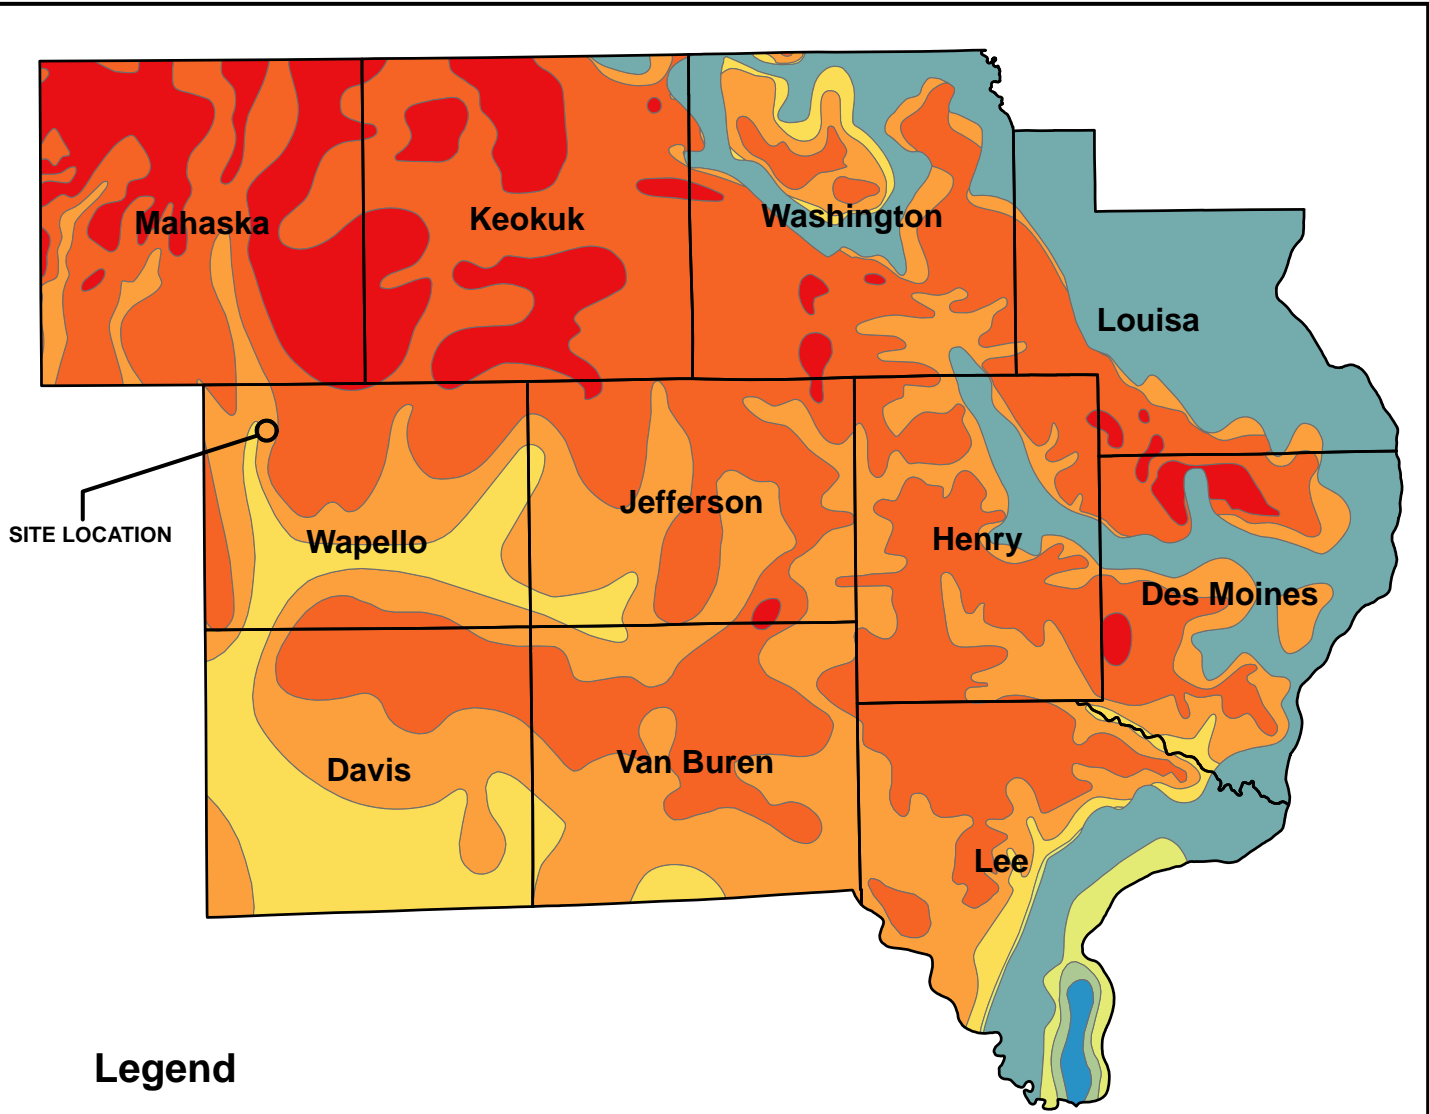 Mahaska
Keokuk
Washington
Louisa
SITE LOCATION
Wapello
Jefferson
Henry
Des Moines
Davis
Van Buren
Lee
Legend